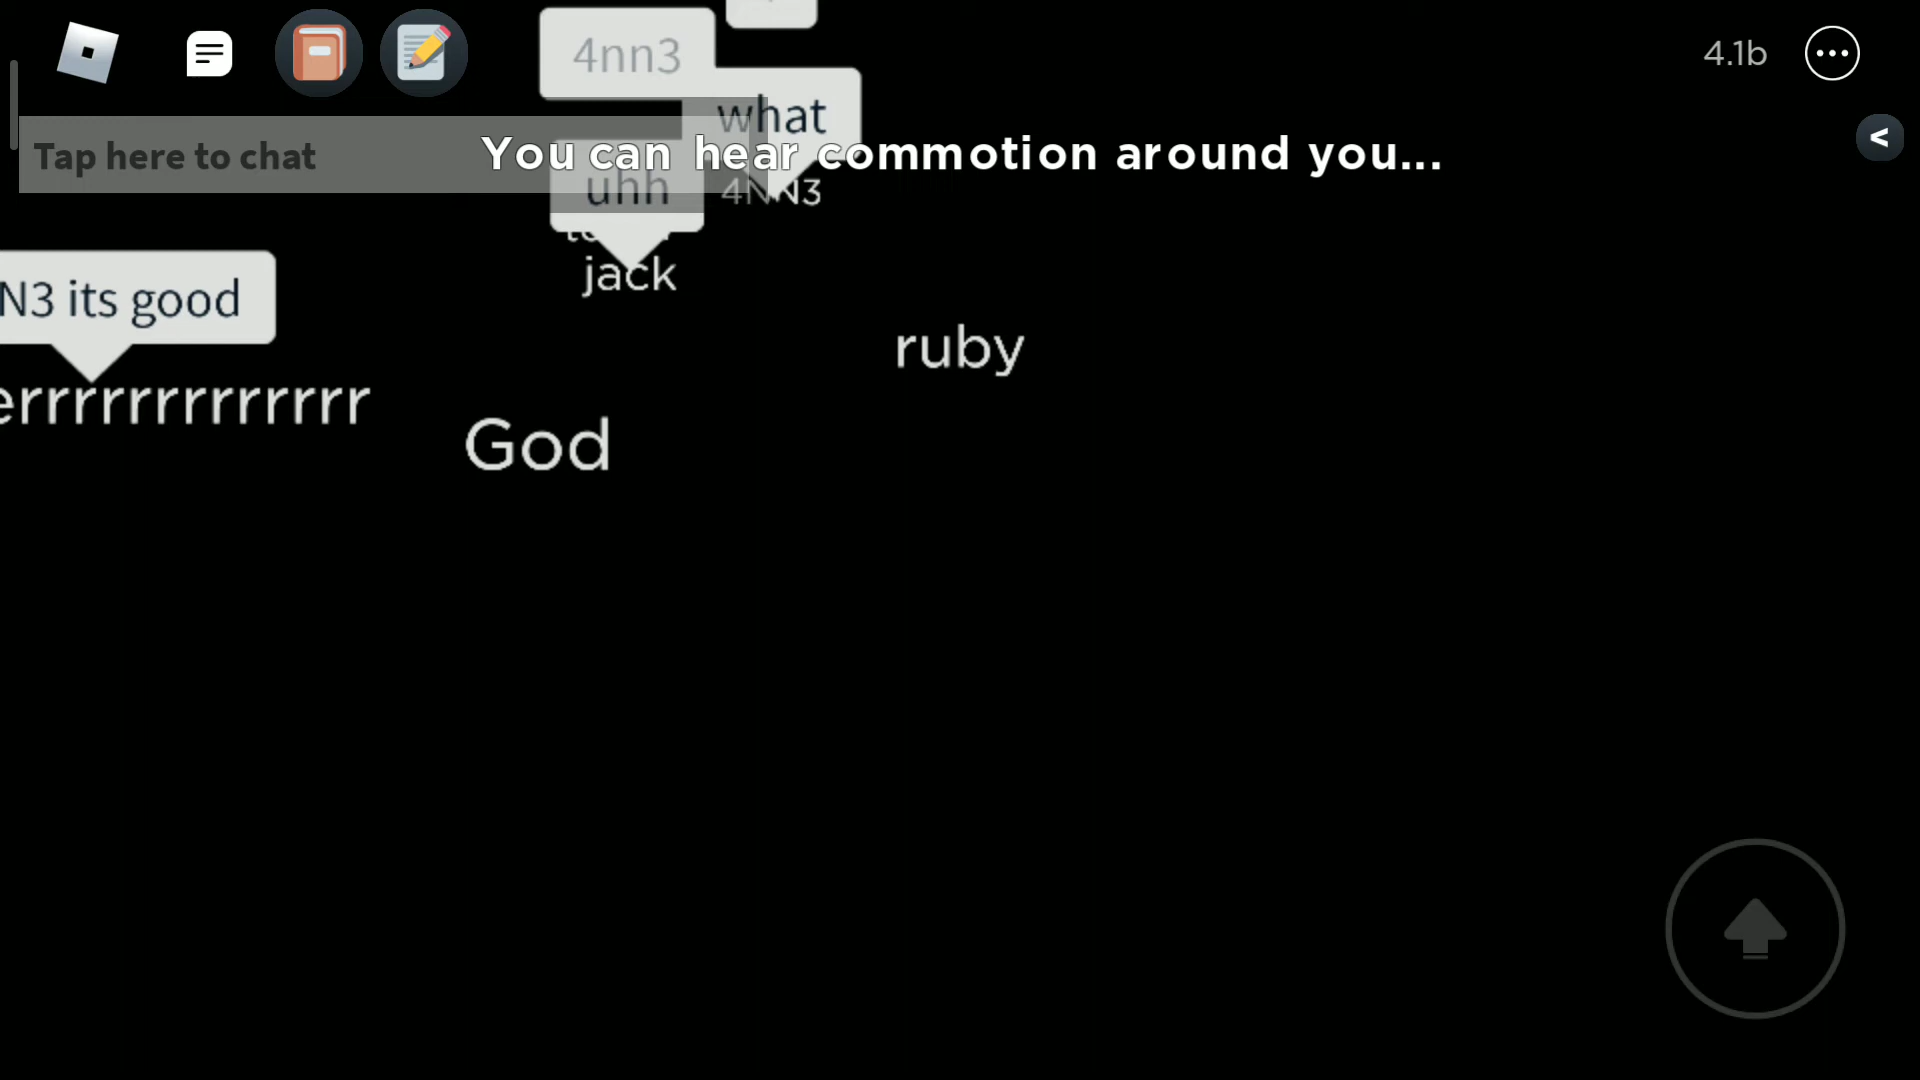 4nn3
4.1b
what
Tap here to chat
You can hear commotion around you...
uhh
4NN3
jack
N3 its good
ruby
errrrrrrrrrrrr
God